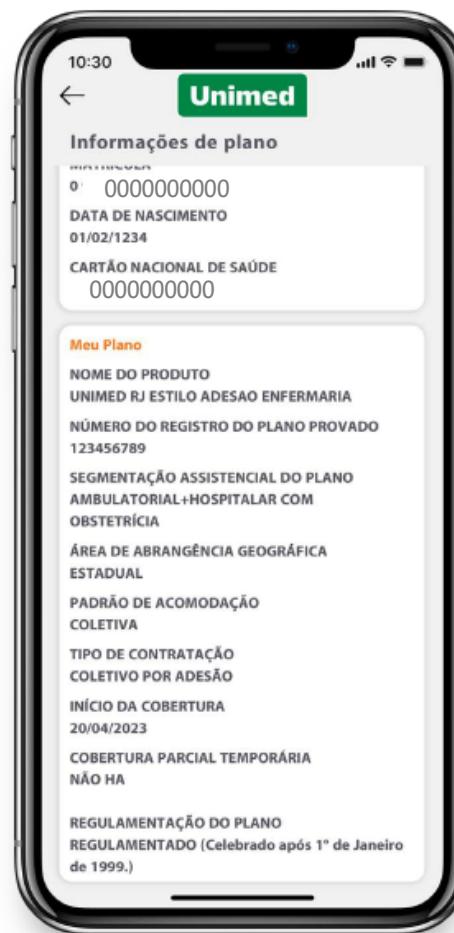 10:30
Unimed
Informações de plano
MATRÍCULA
0 0000000000
DATA DE NASCIMENTO
01/02/1234
CARTÃO NACIONAL DE SAÚDE
0000000000
Meu Plano
NOME DO PRODUTO
UNIMED RJ ESTILO ADESAO ENFERMARIA
NÚMERO DO REGISTRO DO PLANO PROVADO
123456789
SEGMENTAÇÃO ASSISTENCIAL DO PLANO
AMBULATORIAL+HOSPITALAR COM
OBSTETRÍCIA
ÁREA DE ABRANGÊNCIA GEOGRÁFICA
ESTADUAL
PADRÃO DE ACOMODAÇÃO
COLETIVA
TIPO DE CONTRATAÇÃO
COLETIVO POR ADESÃO
INÍCIO DA COBERTURA
20/04/2023
COBERTURA PARCIAL TEMPORÁRIA
NÃO HA
REGULAMENTAÇÃO DO PLANO
REGULAMENTADO (Celebrado após 1° de Janeiro
de 1999.)